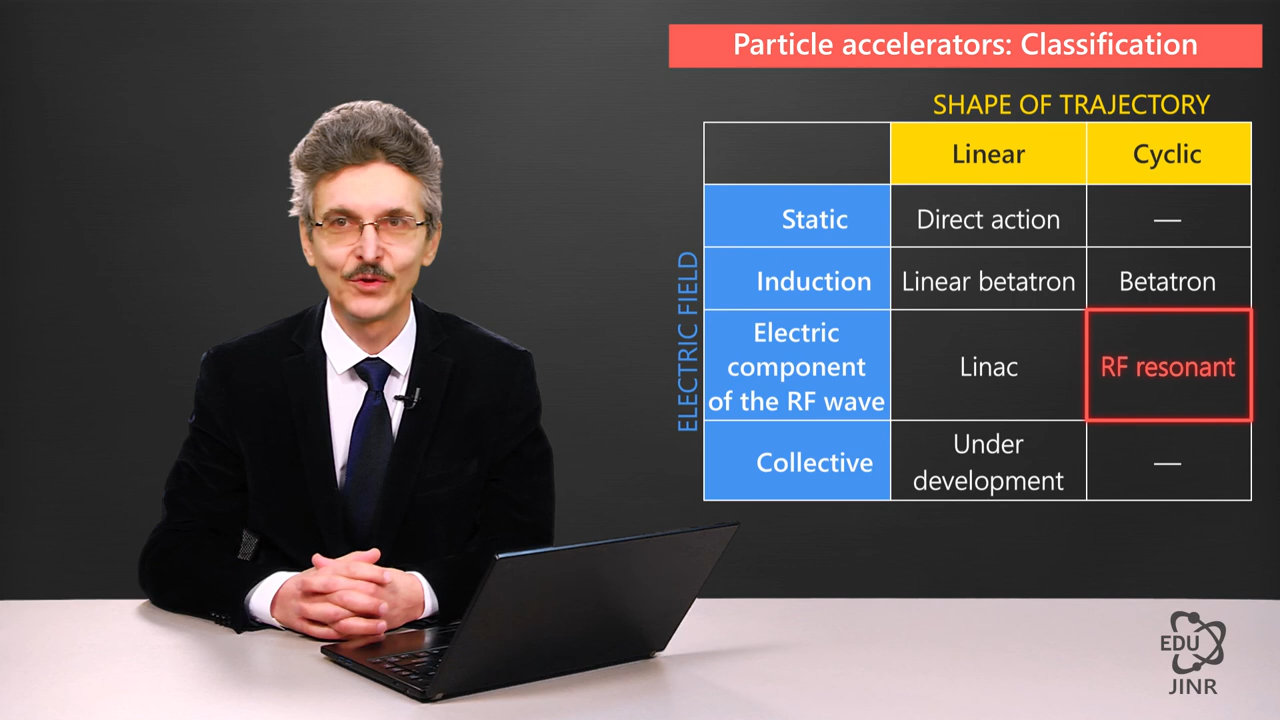 Particle accelerators: Classification
SHAPE OF TRAJECTORY
Linear
Cyclic
ELECTRIC FIELD
Static
Direct action
—
Induction
Linear betatron
Betatron
Electric
component
of the RF wave
Linac
RF resonant
Collective
Under
development
—
EDU
JINR